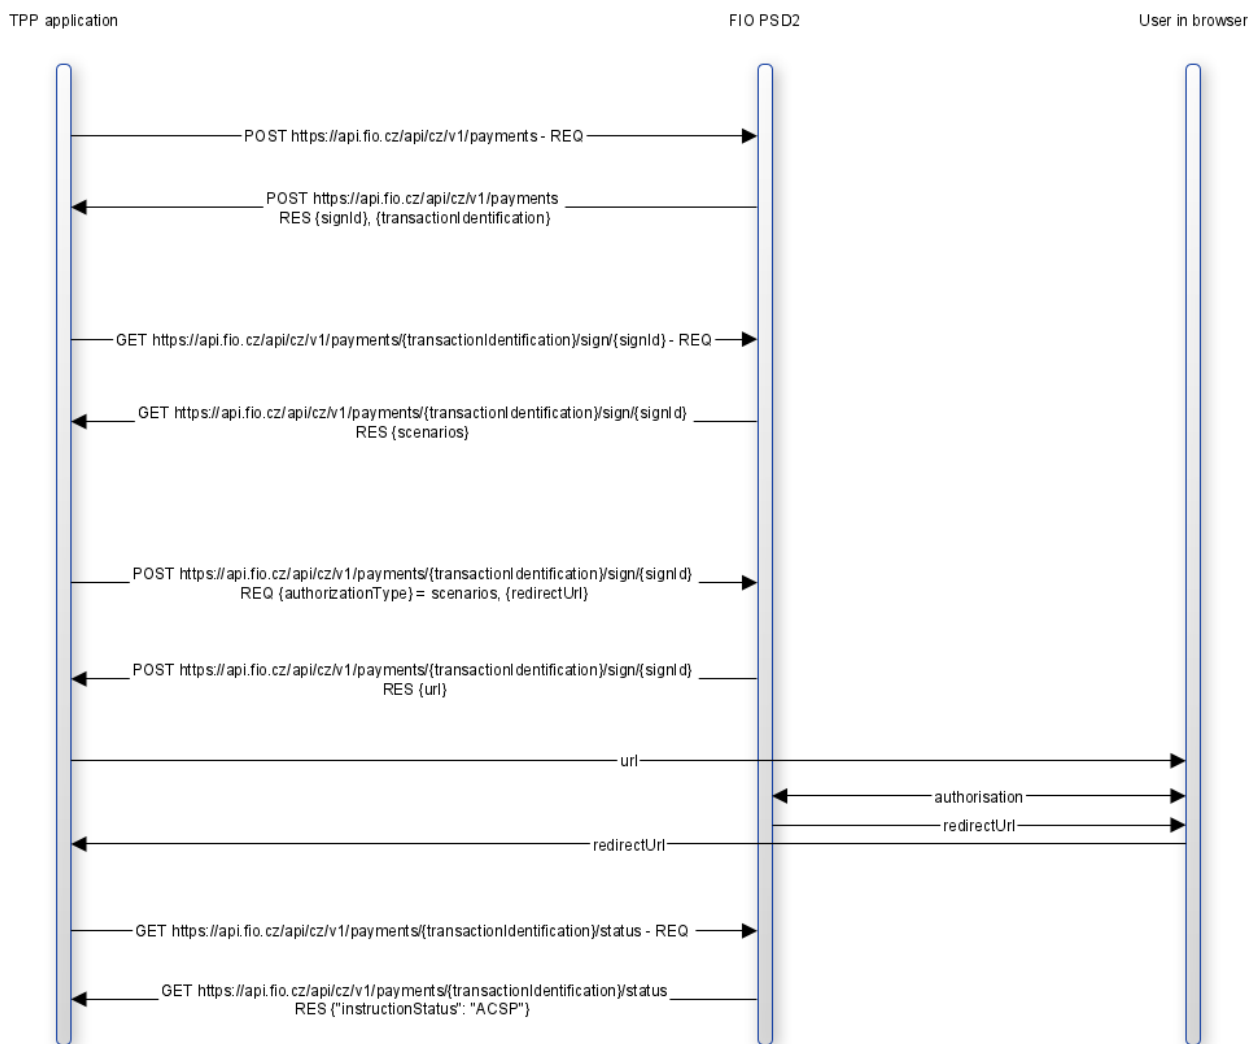 TPP application
FIO PSD2
User in browser
POST https://api.fio.cz/api/cz/v1/payments - REQ
POST https://api.fio.cz/api/cz/v1/payments
RES {signId}, {transactionIdentification}
GET https://api.fio.cz/api/cz/v1/payments/{transactionIdentification}/sign/{signId} - REQ
GET https://api.fio.cz/api/cz/v1/payments/{transactionIdentification}/sign/{signId}
RES {scenarios}
POST https://api.fio.cz/api/cz/v1/payments/{transactionIdentification}/sign/{signId}
REQ {authorizationType} = scenarios, {redirectUrl}
POST https://api.fio.cz/api/cz/v1/payments/{transactionIdentification}/sign/{signId}
RES {url}
url
authorisation
redirectUrl
redirectUrl
GET https://api.fio.cz/api/cz/v1/payments/{transactionIdentification}/status - REQ
GET https://api.fio.cz/api/cz/v1/payments/{transactionIdentification}/status
RES {"instructionStatus": "ACSP"}